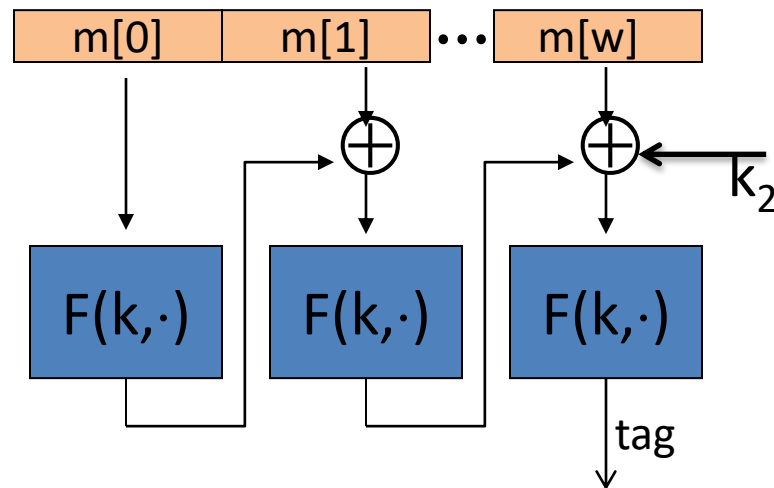 m[0] m[1] ••• m[w]
k₂
F(k,·) F(k,·) F(k,·)
tag